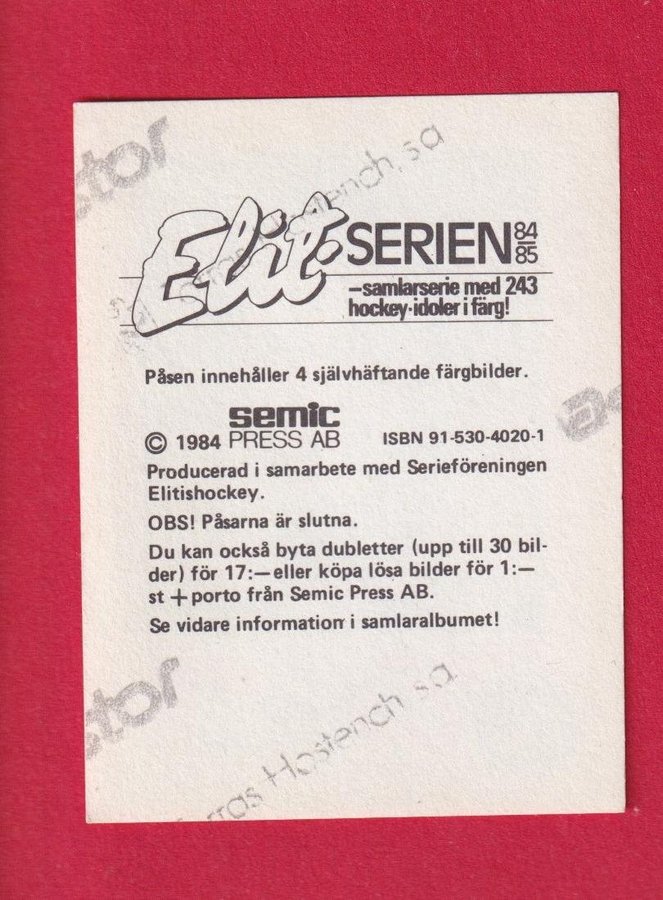 Elit-SERIEN 84/85
–samlarserie med 243
hockey-idoler i färg!
Påsen innehåller 4 självhäftande färgbilder.
semic
© 1984 PRESS AB ISBN 91-530-4020-1
Producerad i samarbete med Serieföreningen
Elitishockey.
OBS! Påsarna är slutna.
Du kan också byta dubletter (upp till 30 bil-
der) för 17:— eller köpa lösa bilder för 1:—
st + porto från Semic Press AB.
Se vidare information i samlaralbumet!
Hostench, s.a.